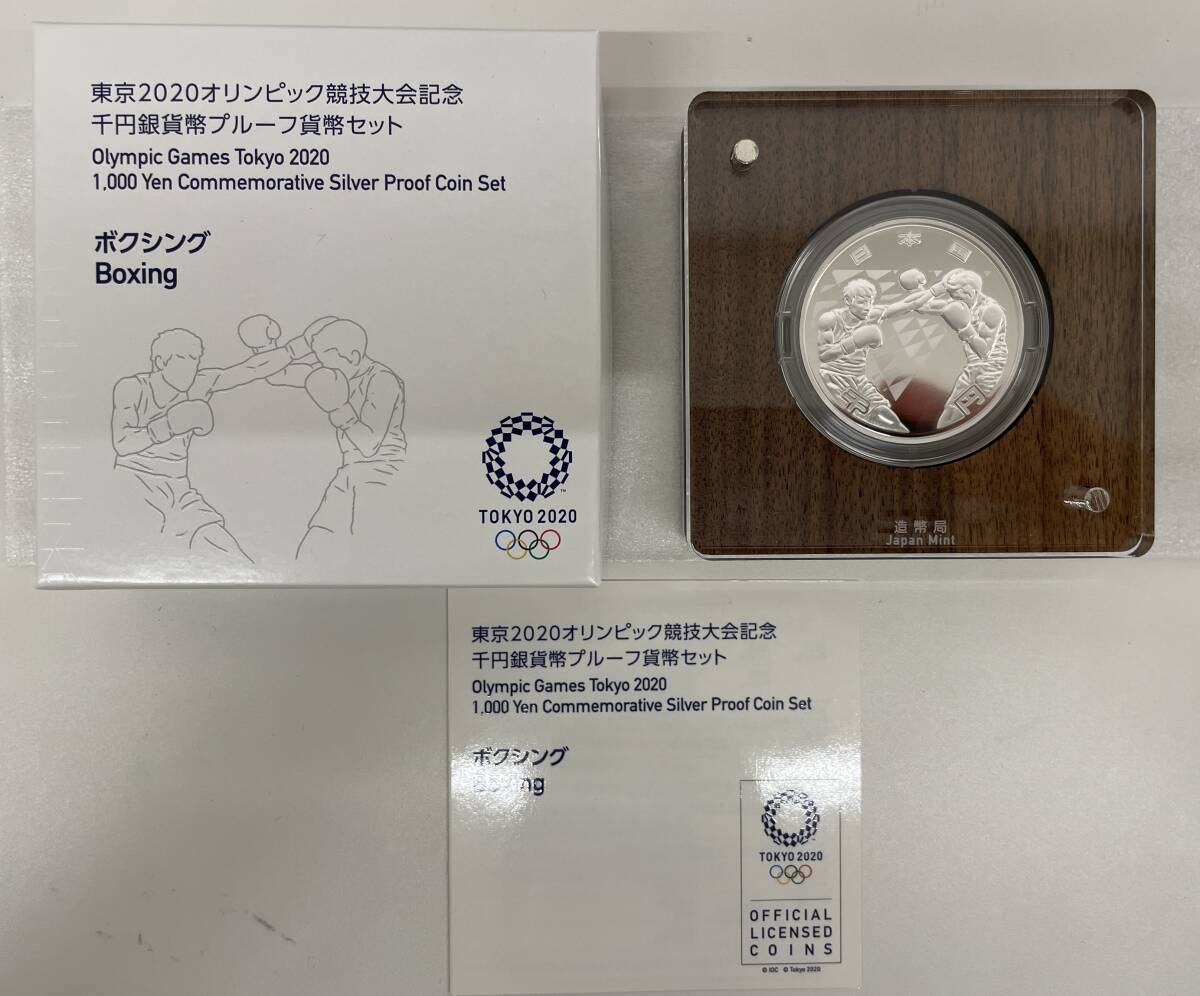 東京2020オリンピック競技大会記念
千円銀貨幣プルーフ貨幣セット
Olympic Games Tokyo 2020
1,000 Yen Commemorative Silver Proof Coin Set
ボクシング
Boxing
TOKYO 2020
日本国
千円
造幣局
Japan Mint
東京2020オリンピック競技大会記念
千円銀貨幣プルーフ貨幣セット
Olympic Games Tokyo 2020
1,000 Yen Commemorative Silver Proof Coin Set
ボクシング
Boxing
TOKYO 2020
OFFICIAL
LICENSED
COINS
© IOC © Tokyo 2020